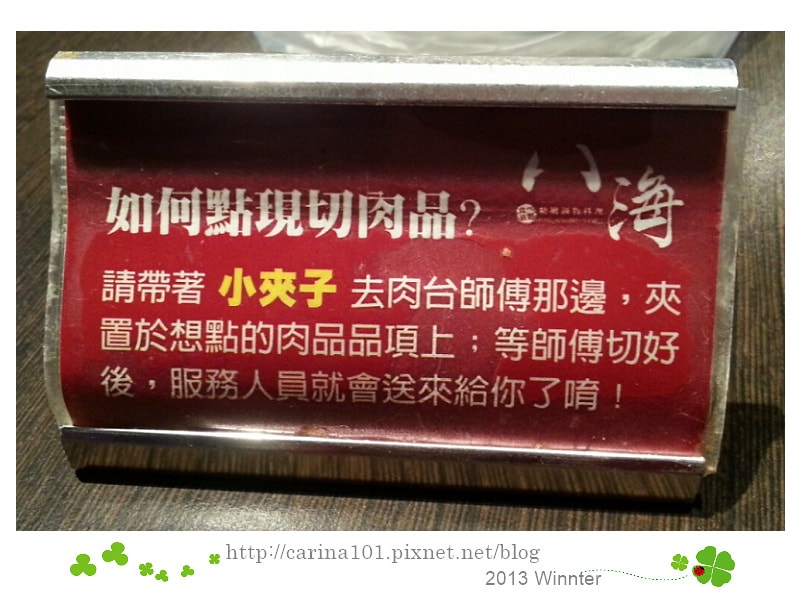 八海
如何點現切肉品?
請帶著 小夾子 去肉台師傅那邊，夾
置於想點的肉品品項上；等師傅切好
後，服務人員就會送來給你了唷！
http://carina101.pixnet.net/blog
2013 Winnter